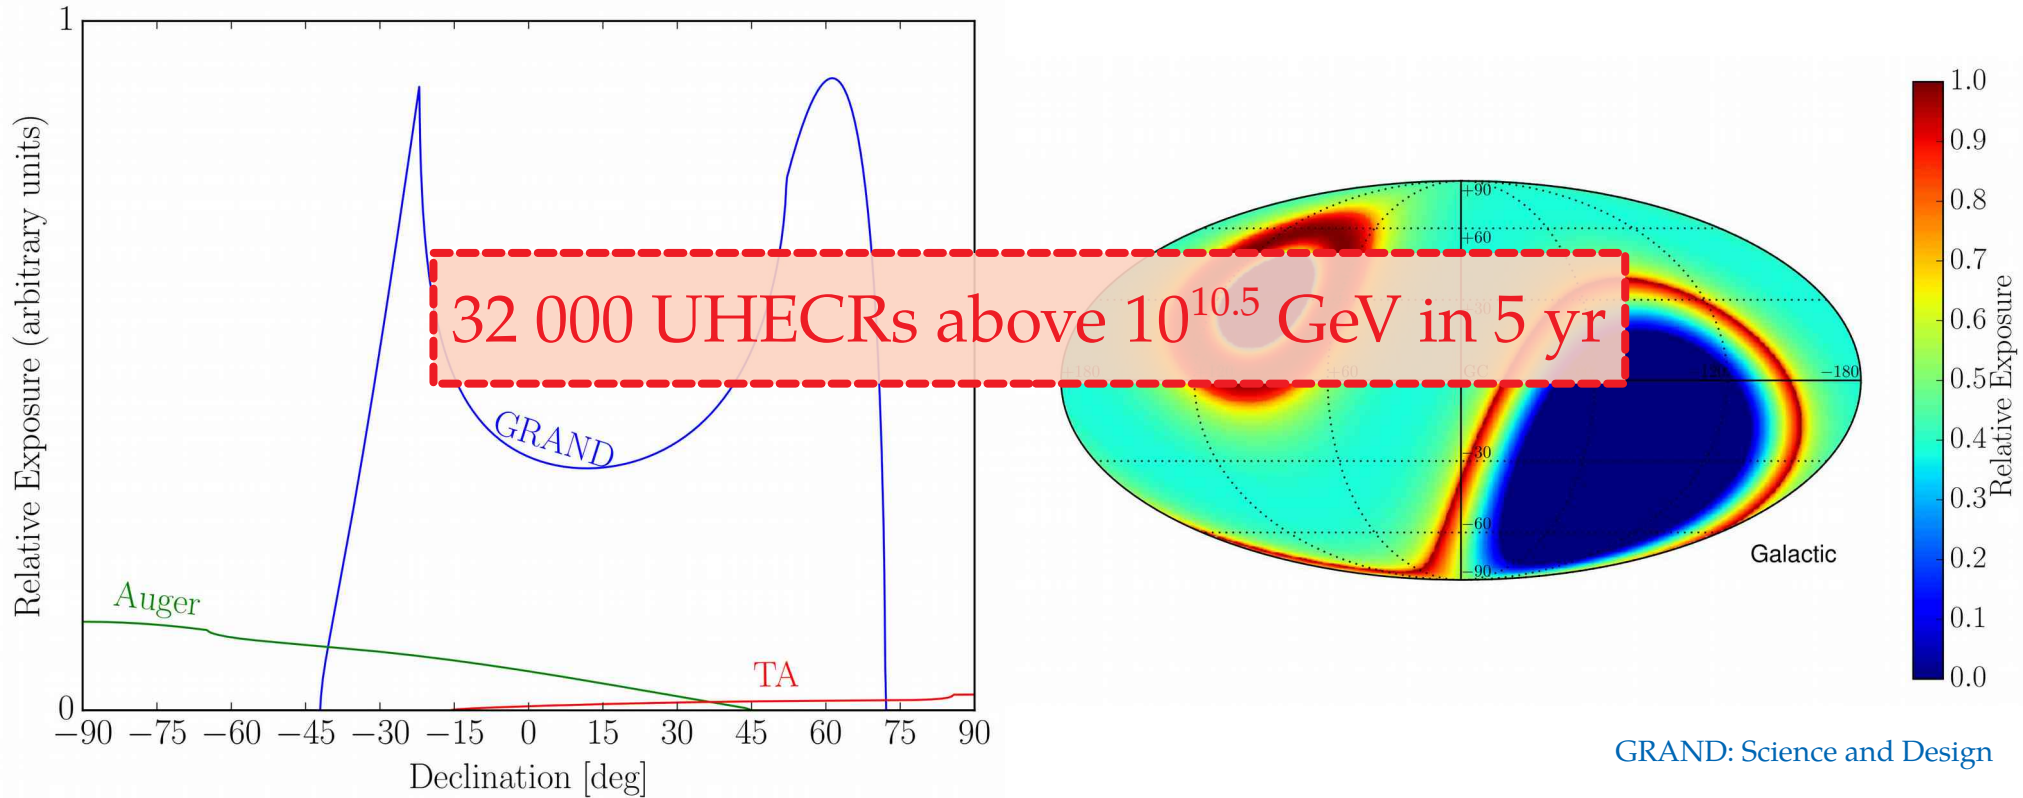 1
0
Relative Exposure (arbitrary units)
GRAND
Auger
TA
−90 −75 −60 −45 −30 −15 0 15 30 45 60 75 90
Declination [deg]
32 000 UHECRs above 10^10.5 GeV in 5 yr
+90
+60
30
+180 +60 GC -120 −180
−30
−60
−90
Galactic
1.0
0.9
0.8
0.7
0.6
0.5
0.4
0.3
0.2
0.1
0.0
Relative Exposure
GRAND: Science and Design